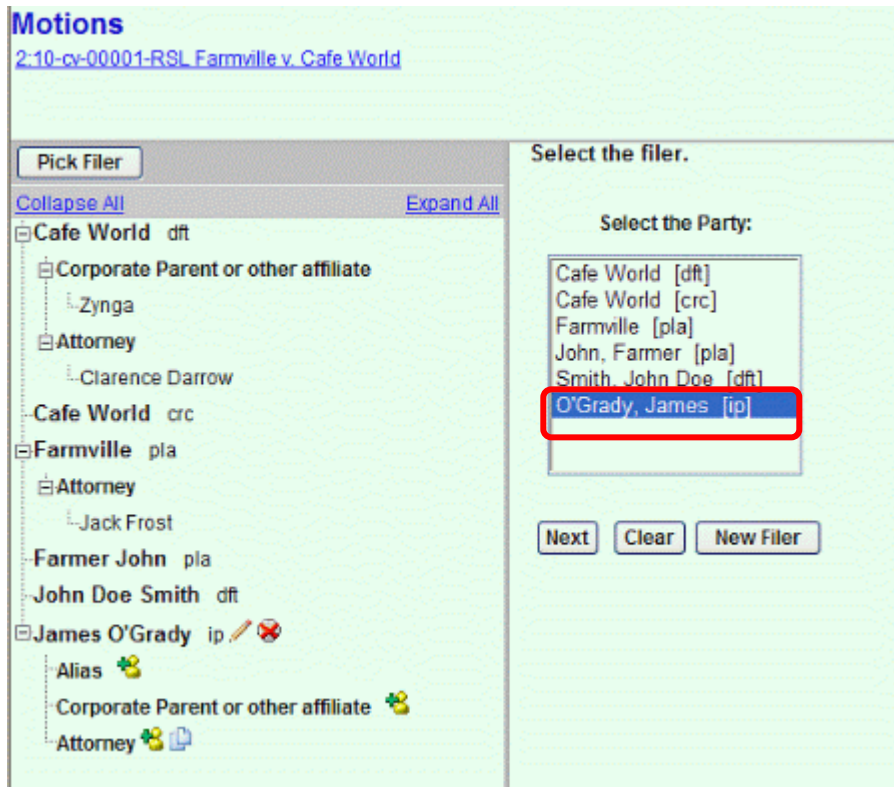 Motions
2:10-cv-00001-RSL Farmville v. Cafe World
Pick Filer
Collapse All Expand All
Cafe World dft
Corporate Parent or other affiliate
Zynga
Attorney
Clarence Darrow
Cafe World crc
Farmville pla
Attorney
Jack Frost
Farmer John pla
John Doe Smith dft
James O'Grady ip
Alias
Corporate Parent or other affiliate
Attorney
Select the filer.
Select the Party:
Cafe World [dft]
Cafe World [crc]
Farmville [pla]
John, Farmer [pla]
Smith, John Doe [dft]
O'Grady, James [ip]
Next Clear New Filer